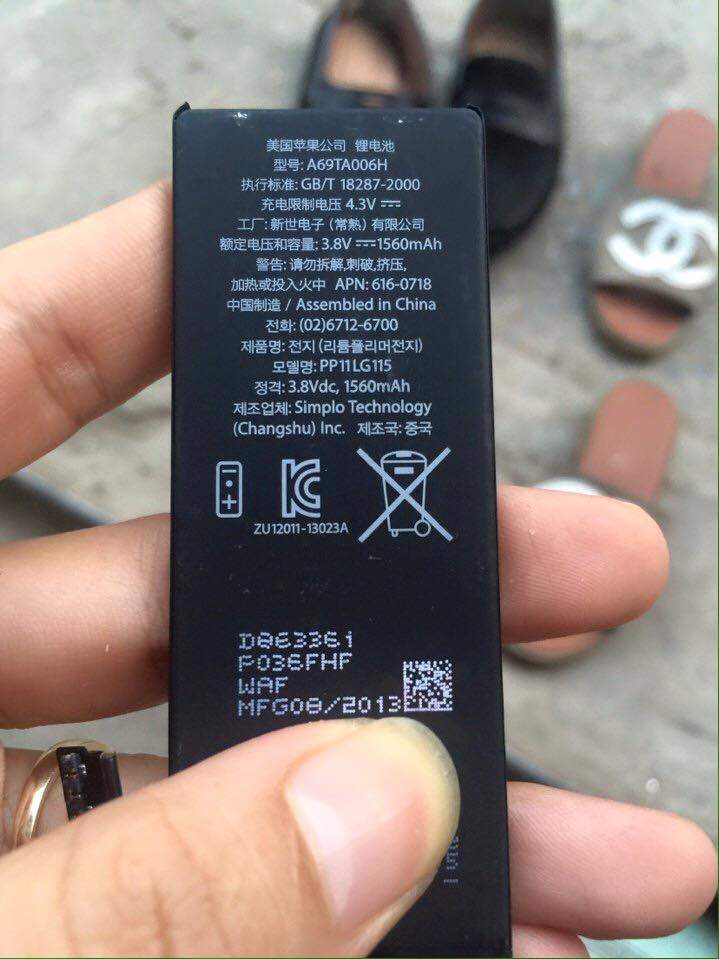 美国苹果公司 锂电池
型号: A69TA006H
执行标准: GB/T 18287-2000
充电限制电压 4.3V ⎓
工厂: 新世电子 (常熟) 有限公司
额定电压和容量: 3.8V ⎓1560mAh
警告: 请勿拆解,刺破,挤压,
加热或投入火中 APN: 616-0718
中国制造 / Assembled in China
전화: (02)6712-6700
제품명: 전지 (리튬폴리머전지)
모델명: PP11LG115
정격: 3.8Vdc, 1560mAh
제조업체: Simplo Technology
(Changshu) Inc. 제조국: 중국
ZU12011-13023A
D863361
P036FHF
WAF
MFG08/2013